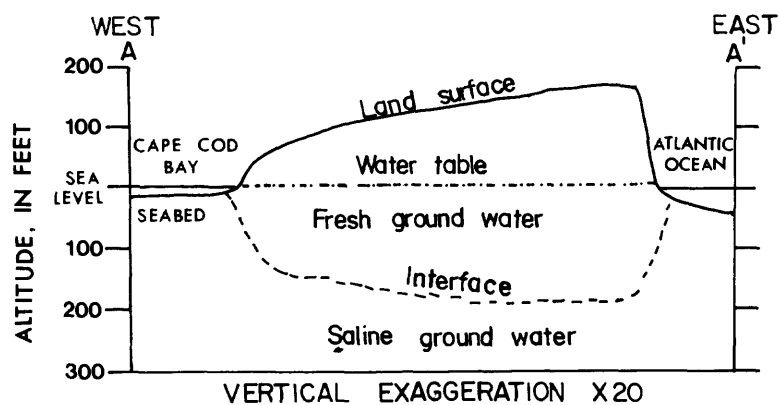 WEST
A
EAST
A'
200
Land surface
100
CAPE COD
BAY
ATLANTIC
OCEAN
Water table
SEA
LEVEL
SEABED
Fresh ground water
100
Interface
200
Saline ground water
300
ALTITUDE, IN FEET
VERTICAL EXAGGERATION X20